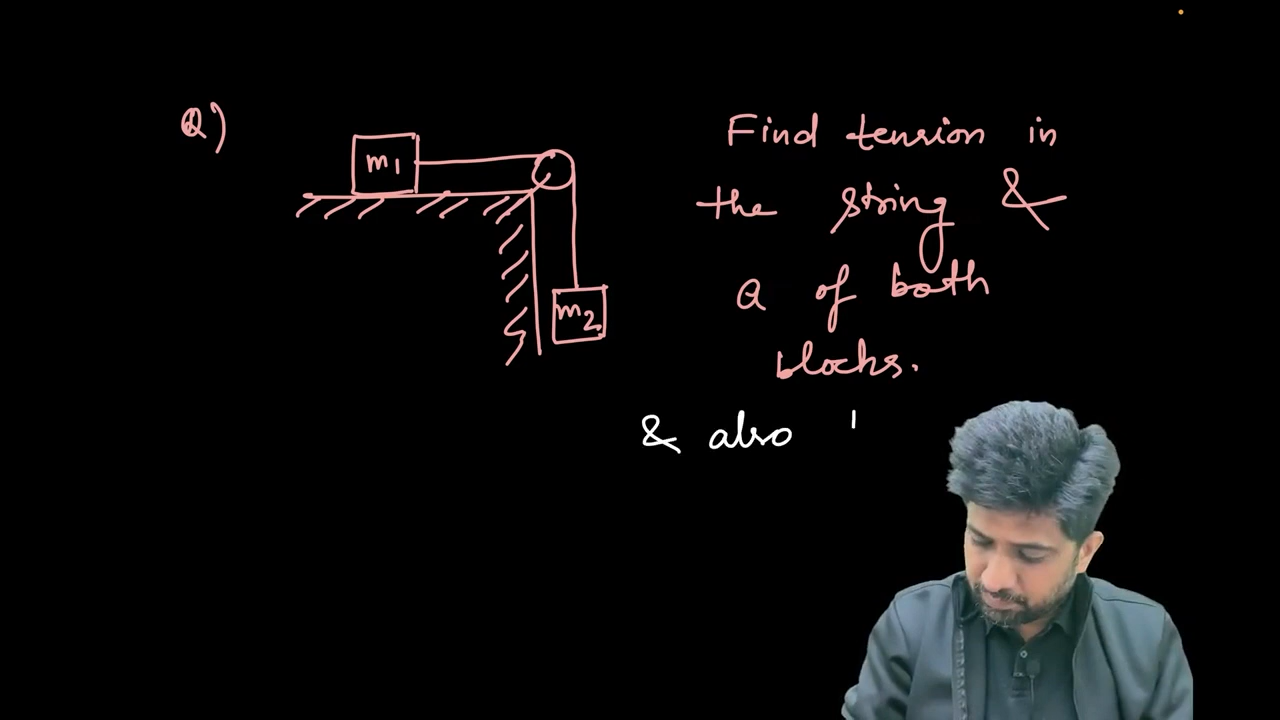 Q)
m1
m2
Find tension in
the string &
a of both
blocks.
& also